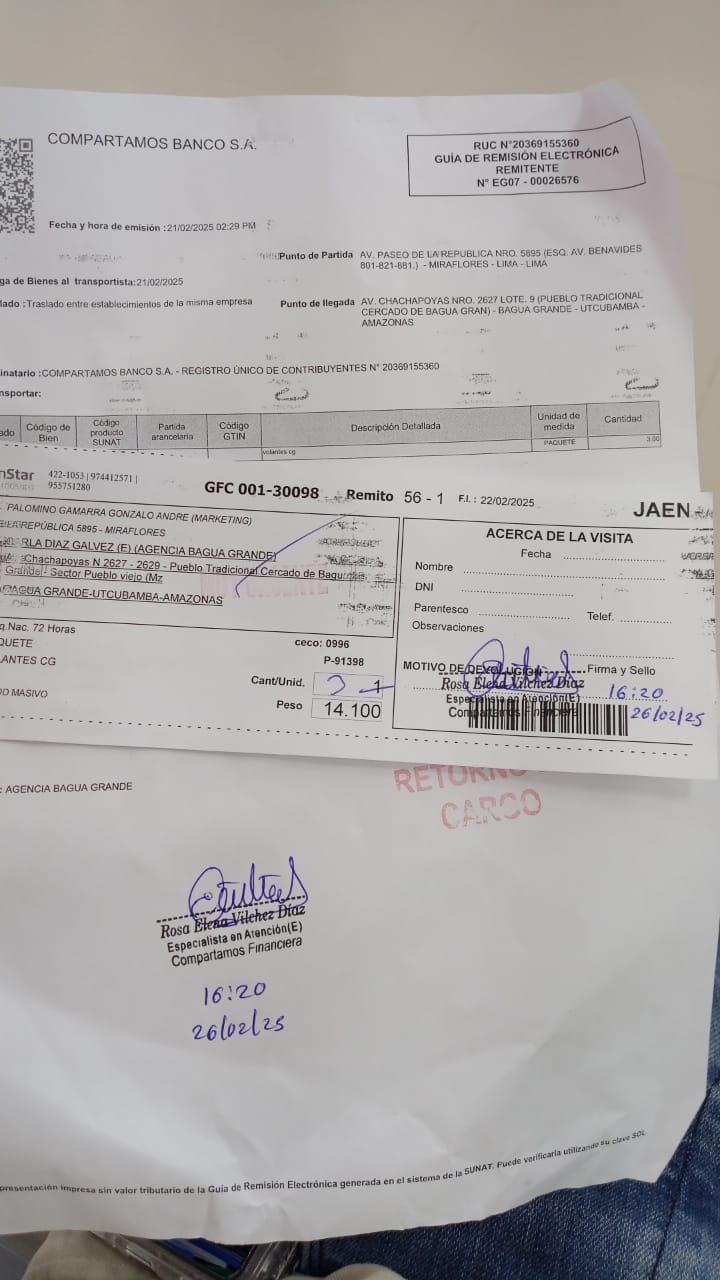 COMPARTAMOS BANCO S.A.
RUC N°20369155360
GUÍA DE REMISIÓN ELECTRÓNICA
REMITENTE
N° EG07 - 00026576
Fecha y hora de emisión :21/02/2025 02:29 PM
Punto de Partida AV. PASEO DE LA REPUBLICA NRO. 5895 (ESQ. AV. BENAVIDES
801-821-881.) - MIRAFLORES - LIMA - LIMA
ga de Bienes al transportista:21/02/2025
lado :Traslado entre establecimientos de la misma empresa
Punto de llegada AV. CHACHAPOYAS NRO. 2627 LOTE. 9 (PUEBLO TRADICIONAL
CERCADO DE BAGUA GRAN) - BAGUA GRANDE - UTCUBAMBA -
AMAZONAS
inatario :COMPARTAMOS BANCO S.A. - REGISTRO ÚNICO DE CONTRIBUYENTES N° 20369155360
nsportar:
ado Código de Bien Código producto SUNAT Partida arancelaria Código GTIN Descripción Detallada Unidad de medida Cantidad
volantes cg PAQUETE 3.00
nStar 422-1053 | 974412571 |
955751280
GFC 001-30098 Remito 56 - 1 F.I.: 22/02/2025 JAEN
PALOMINO GAMARRA GONZALO ANDRE (MARKETING)
REPÚBLICA 5895 - MIRAFLORES
RLA DIAZ GALVEZ (E) (AGENCIA BAGUA GRANDE)
Chachapoyas N 2627 - 2629 - Pueblo Tradicional Cercado de Bagua
Grande - Sector Pueblo viejo (Mz
BAGUA GRANDE-UTCUBAMBA-AMAZONAS
q.Nac. 72 Horas
QUETE
LANTES CG
DO MASIVO
ceco: 0996
P-91398
Cant/Unid. 3 1
Peso 14.100
ACERCA DE LA VISITA
Fecha
Nombre
DNI
Parentesco Telef.
Observaciones
MOTIVO DE DEVOLUCION Firma y Sello
Rosa Elena Vilchez Díaz
Especialista en Atención(E)
Compartamos Financiera
16:20
26/02/25
: AGENCIA BAGUA GRANDE
RETORNO
CARGO
Rosa Elena Vilchez Díaz
Especialista en Atención(E)
Compartamos Financiera
16:20
26/02/25
presentación impresa sin valor tributario de la Guía de Remisión Electrónica generada en el sistema de la SUNAT. Puede verificarla utilizando su clave SOL